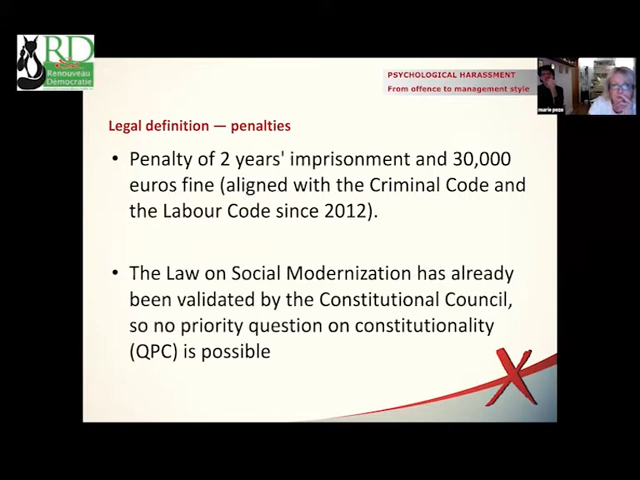 RD
Renouveau
Démocratie
PSYCHOLOGICAL HARASSMENT
From offence to management style
marie pozo
Legal definition — penalties
• Penalty of 2 years' imprisonment and 30,000
euros fine (aligned with the Criminal Code and
the Labour Code since 2012).
• The Law on Social Modernization has already
been validated by the Constitutional Council,
so no priority question on constitutionality
(QPC) is possible